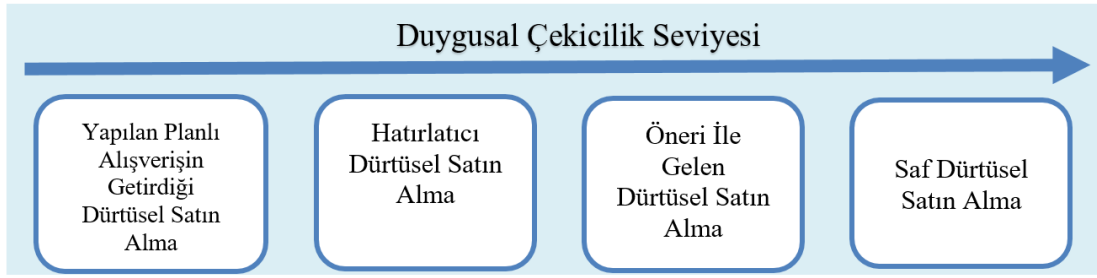 Duygusal Çekicilik Seviyesi
Yapılan Planlı
Alışverişin
Getirdiği
Dürtüsel Satın
Alma
Hatırlatıcı
Dürtüsel Satın
Alma
Öneri İle
Gelen
Dürtüsel Satın
Alma
Saf Dürtüsel
Satın Alma